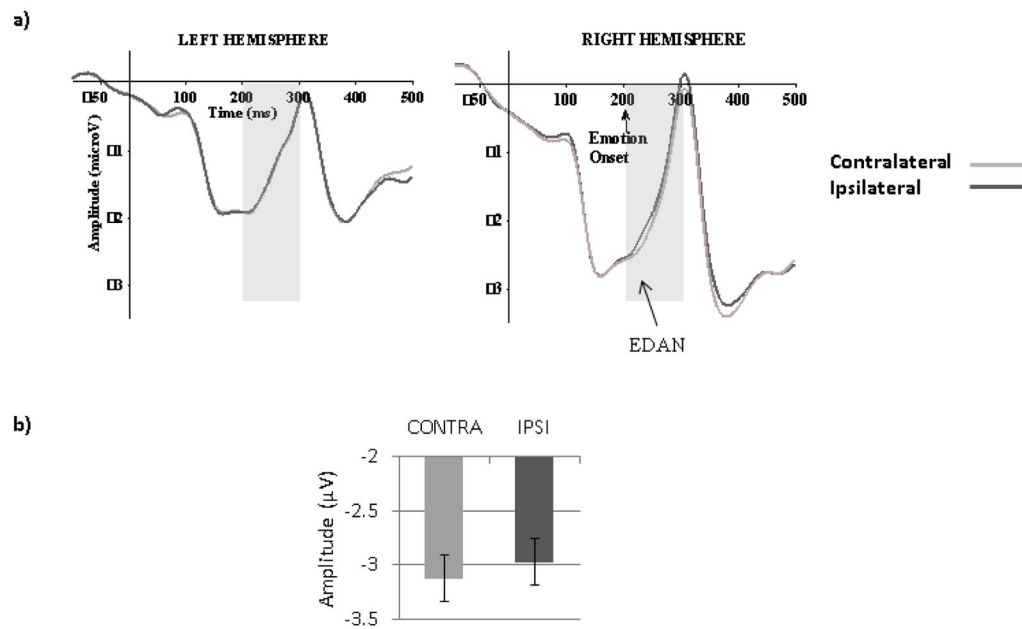 a)
LEFT HEMISPHERE
□50 100 200 300 400 500
Time (ms)
Amplitude (microV)
□1
□2
□3
RIGHT HEMISPHERE
□50 100 200 300 400 500
Emotion
Onset
□1
□2
□3
EDAN
Contralateral
Ipsilateral
b)
CONTRA IPSI
Amplitude (µV)
-2
-2.5
-3
-3.5